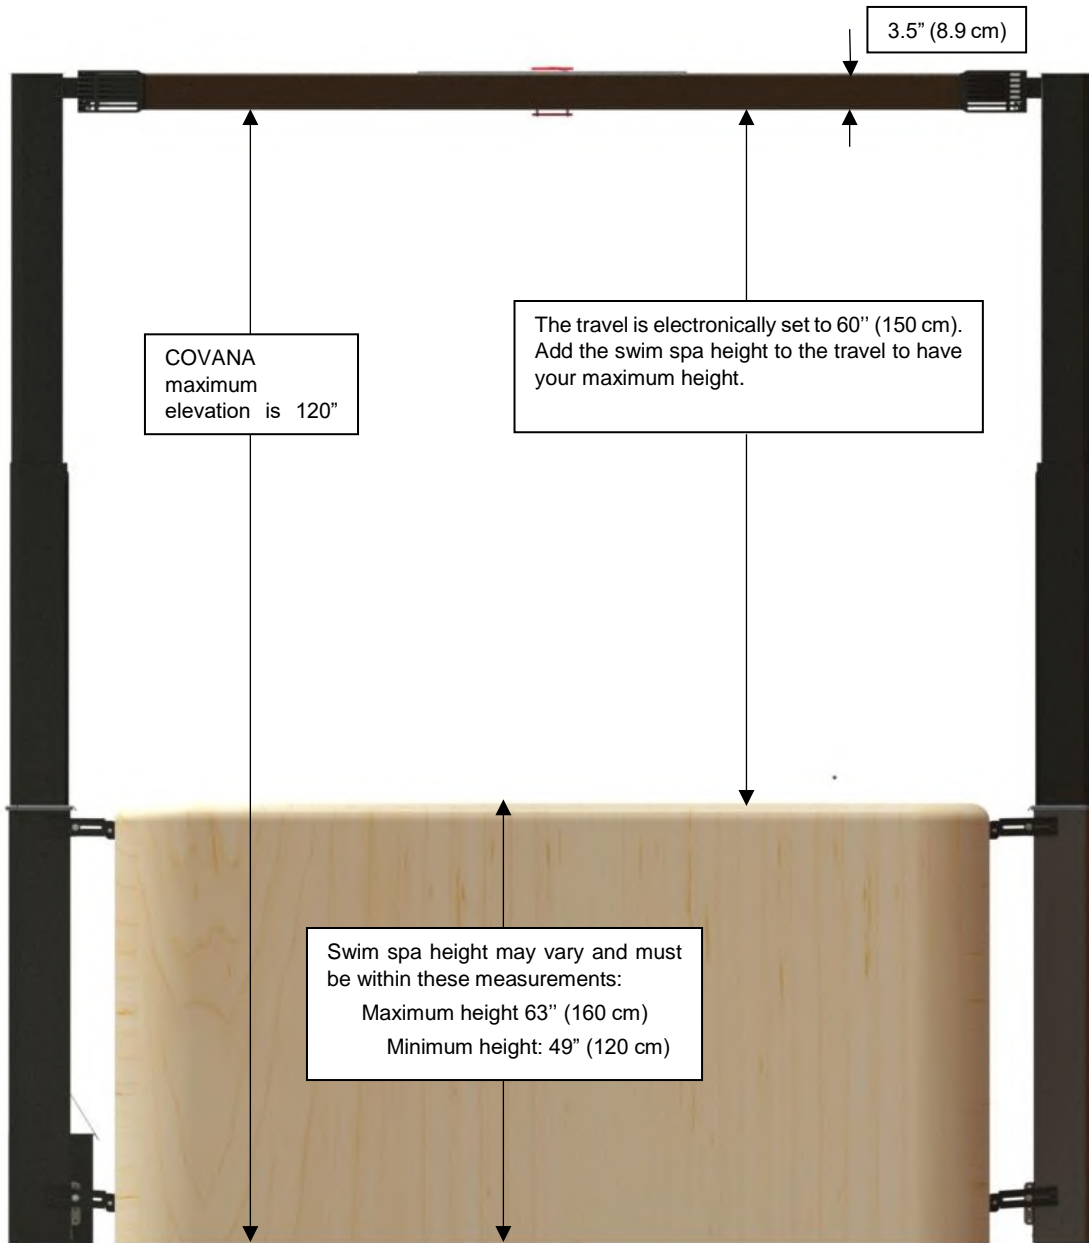 3.5” (8.9 cm)
The travel is electronically set to 60’’ (150 cm).
Add the swim spa height to the travel to have
your maximum height.
COVANA
maximum
elevation is 120”
Swim spa height may vary and must
be within these measurements:
Maximum height 63’’ (160 cm)
Minimum height: 49” (120 cm)